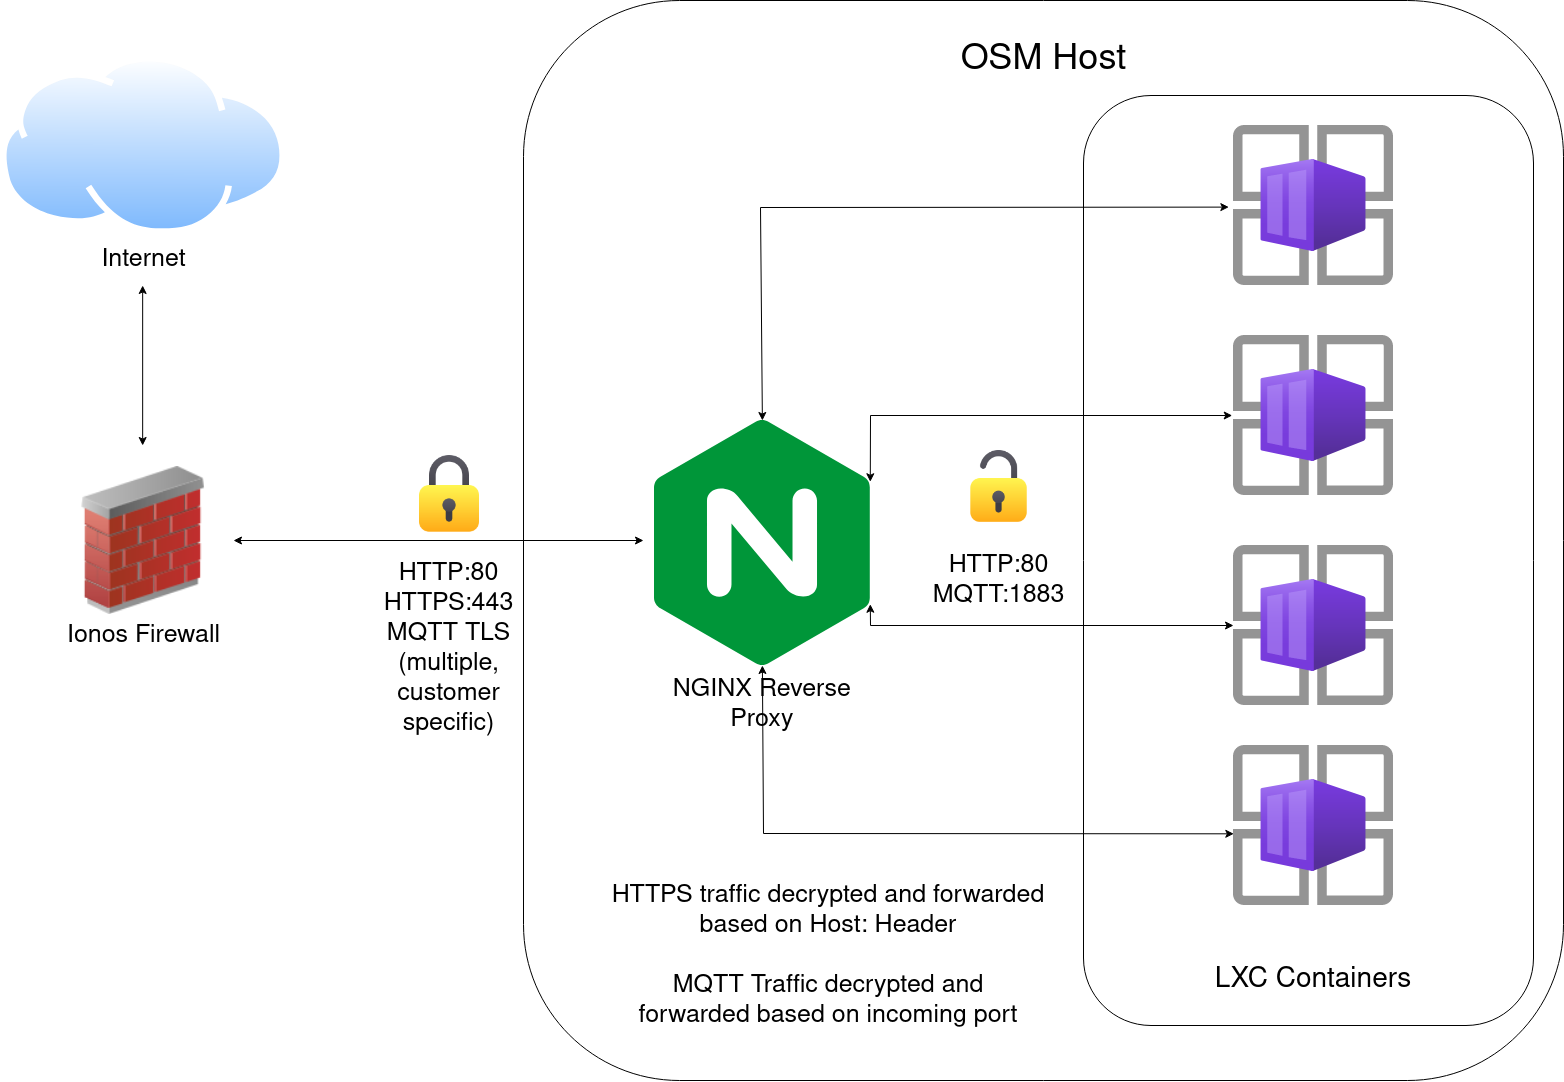 OSM Host
Internet
Ionos Firewall
HTTP:80
HTTPS:443
MQTT TLS
(multiple,
customer
specific)
N
NGINX Reverse
Proxy
HTTP:80
MQTT:1883
HTTPS traffic decrypted and forwarded
based on Host: Header
MQTT Traffic decrypted and
forwarded based on incoming port
LXC Containers